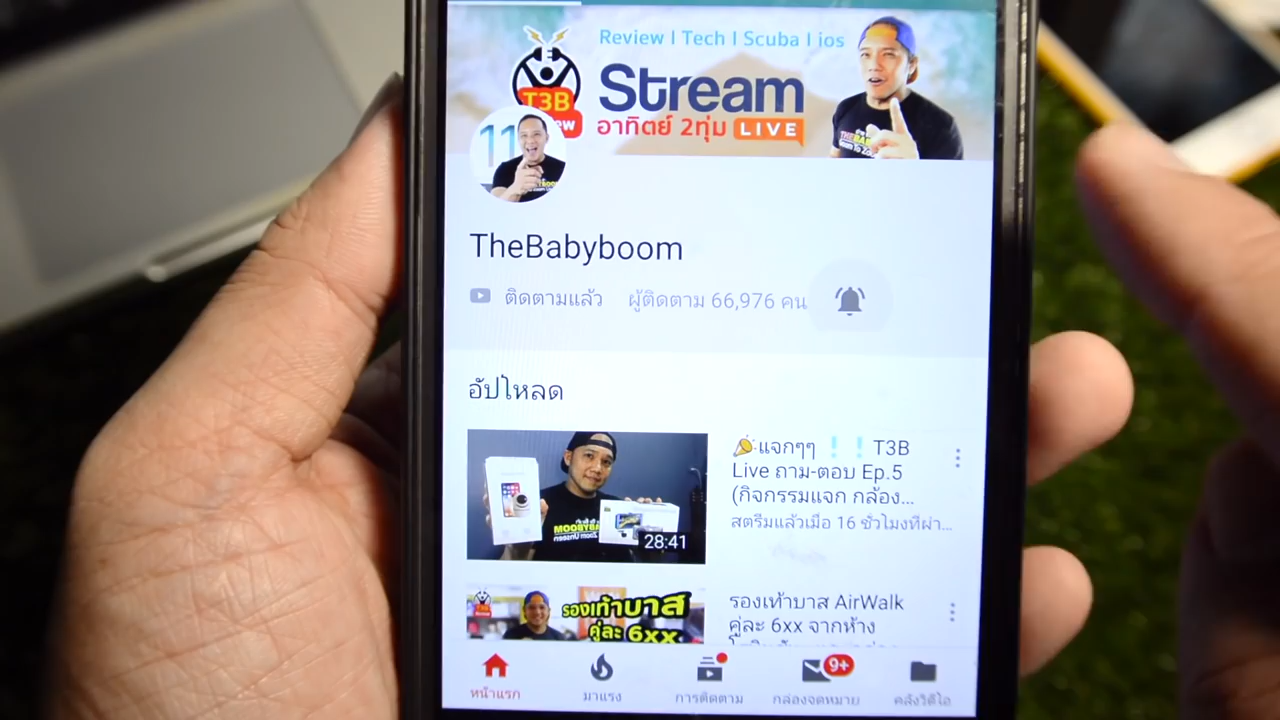 Review | Tech | Scuba | ios
T3B
Stream
อาทิตย์ 2ทุ่ม LIVE
11
TheBabyboom
ติดตามแล้ว ผู้ติดตาม 66,976 คน
อัปโหลด
🎉แจกๆๆ ❕ ❕ T3B
Live ถาม-ตอบ Ep.5
(กิจกรรมแจก กล้อง...
สตรีมแล้วเมื่อ 16 ชั่วโมงที่ผ่า...
28:41
รองเท้าบาส
คู่ละ 6xx
รองเท้าบาส AirWalk
คู่ละ 6xx จากห้าง
9+
หน้าแรก
มาแรง
การติดตาม
กล่องจดหมาย
คลังวิดีโอ